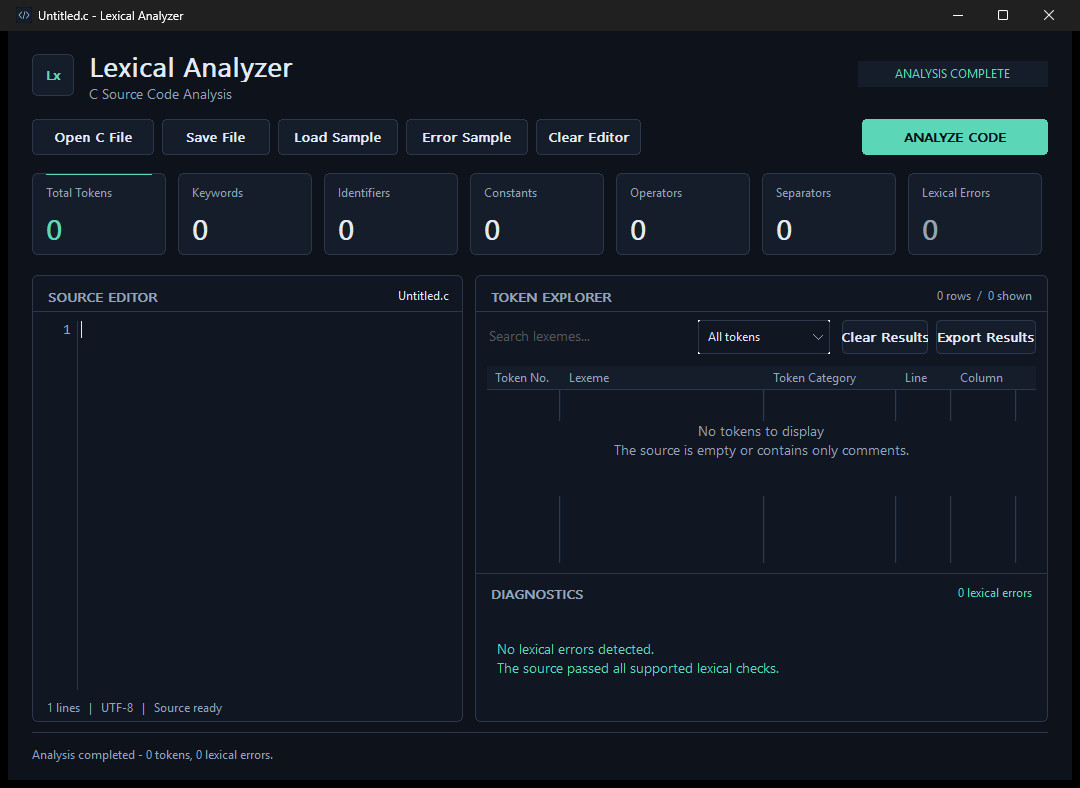 Untitled.c - Lexical Analyzer
Lx
Lexical Analyzer
C Source Code Analysis
ANALYSIS COMPLETE
Open C File Save File Load Sample Error Sample Clear Editor ANALYZE CODE
Total Tokens Keywords Identifiers Constants Operators Separators Lexical Errors
0 0 0 0 0 0 0
SOURCE EDITOR Untitled.c
1
1 lines | UTF-8 | Source ready
TOKEN EXPLORER 0 rows / 0 shown
Search lexemes... All tokens Clear Results Export Results
Token No. Lexeme Token Category Line Column
No tokens to display
The source is empty or contains only comments.
DIAGNOSTICS 0 lexical errors
No lexical errors detected.
The source passed all supported lexical checks.
Analysis completed - 0 tokens, 0 lexical errors.